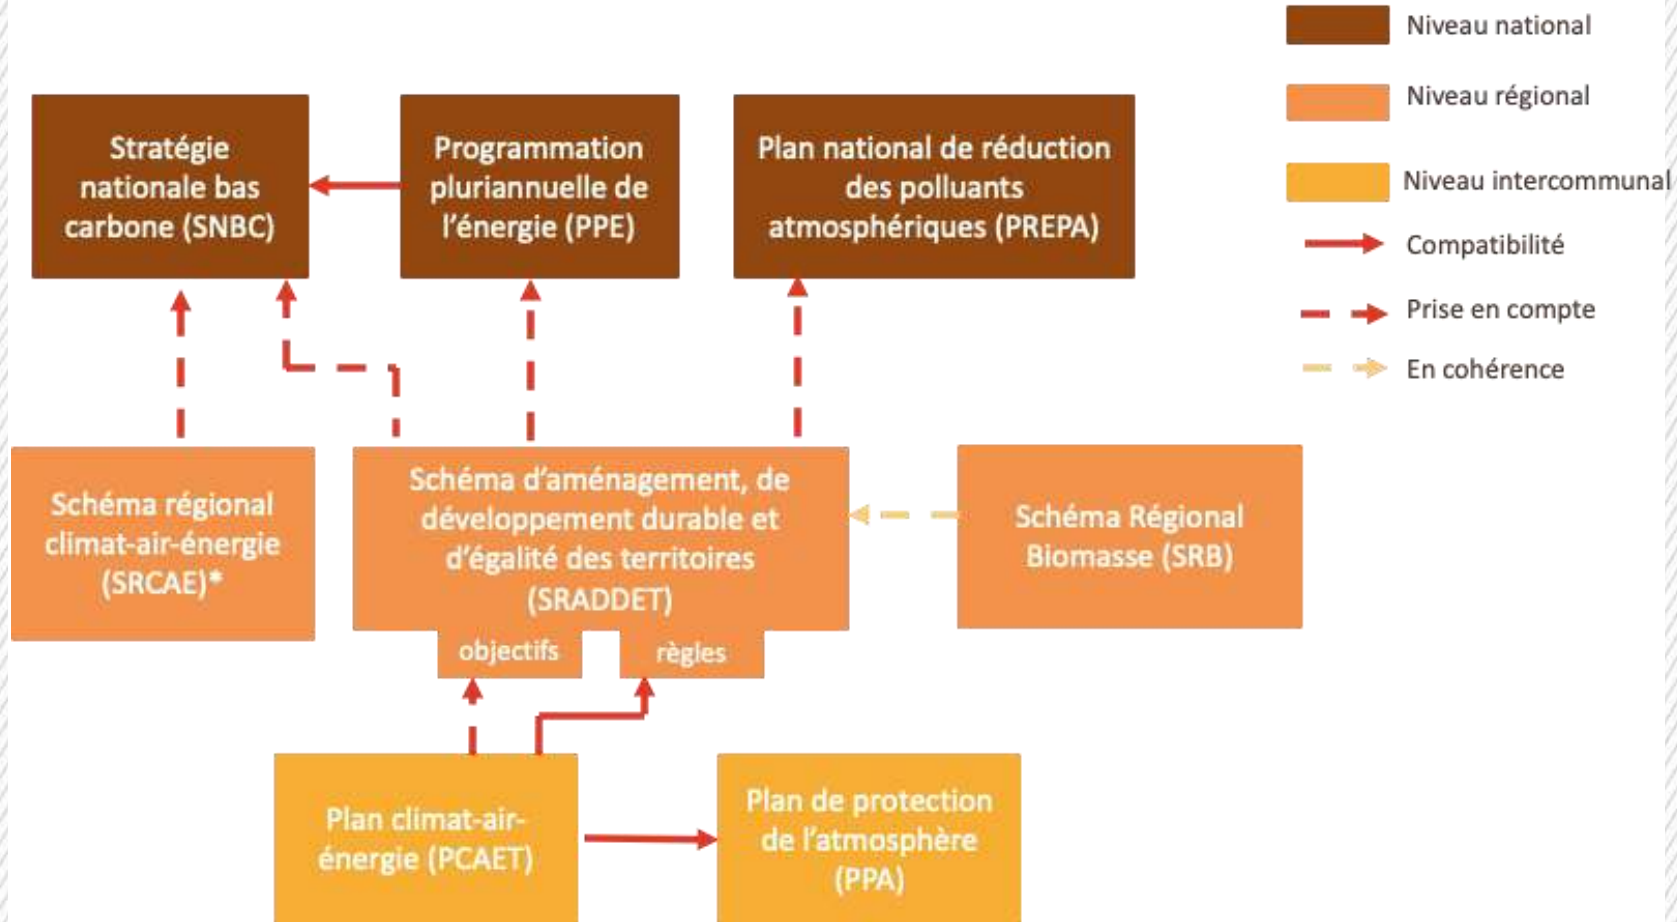 Niveau national
Niveau régional
Niveau intercommunal
Compatibilité
Prise en compte
En cohérence
Stratégie
nationale bas
carbone (SNBC)
Programmation
pluriannuelle de
l’énergie (PPE)
Plan national de réduction
des polluants
atmosphériques (PREPA)
Schéma régional
climat-air-énergie
(SRCAE)*
Schéma d’aménagement, de
développement durable et
d’égalité des territoires
(SRADDET)
objectifs
règles
Schéma Régional
Biomasse (SRB)
Plan climat-air-
énergie (PCAET)
Plan de protection
de l’atmosphère
(PPA)